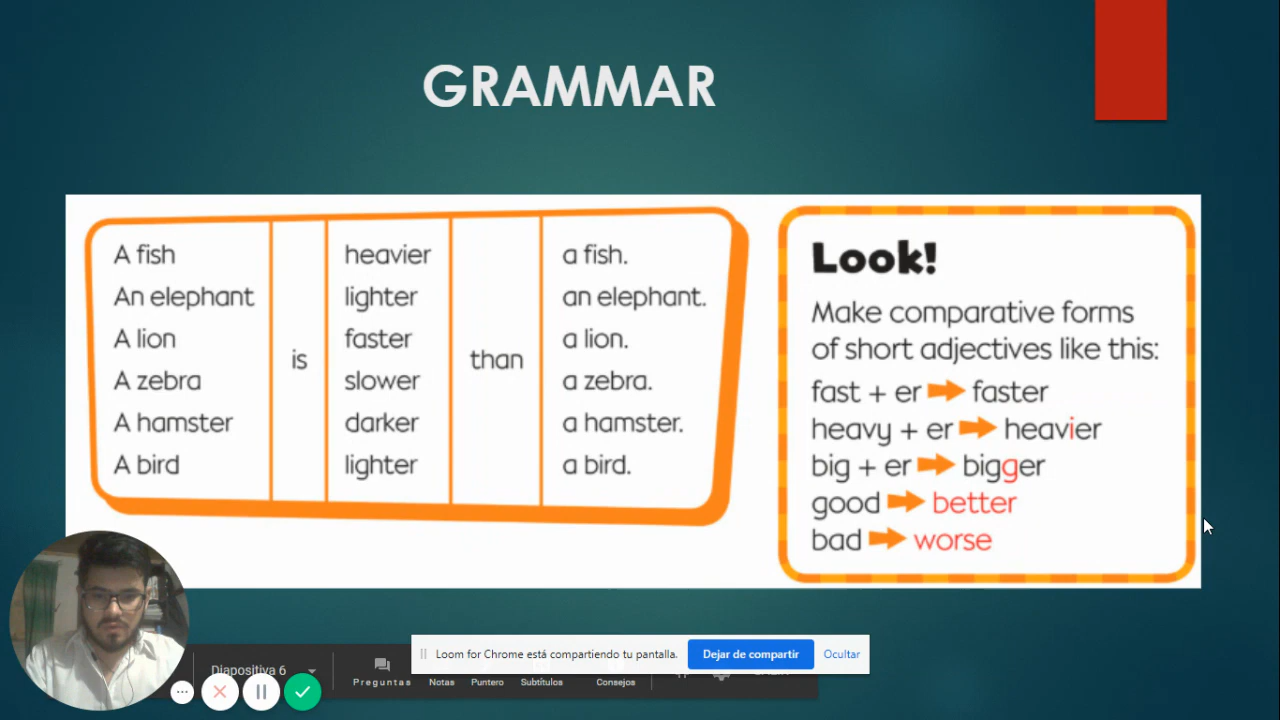 GRAMMAR
A fish
An elephant
A lion
A zebra
A hamster
A bird
is
heavier
lighter
faster
slower
darker
lighter
than
a fish.
an elephant.
a lion.
a zebra.
a hamster.
a bird.
Look!
Make comparative forms
of short adjectives like this:
fast + er faster
heavy + er heavier
big + er bigger
good better
bad worse
Loom for Chrome está compartiendo tu pantalla. Dejar de compartir Ocultar
Diapositiva 6
Preguntas Notas Puntero Subtítulos Consejos